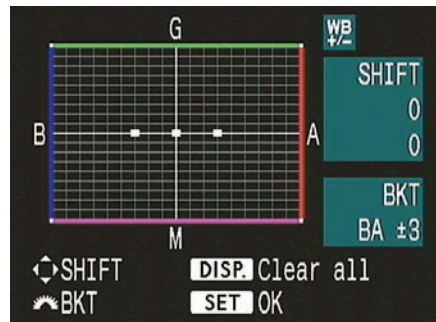 G
WB
+/-
SHIFT
0
0
B
A
BKT
BA ±3
M
SHIFT
DISP. Clear all
BKT
SET OK